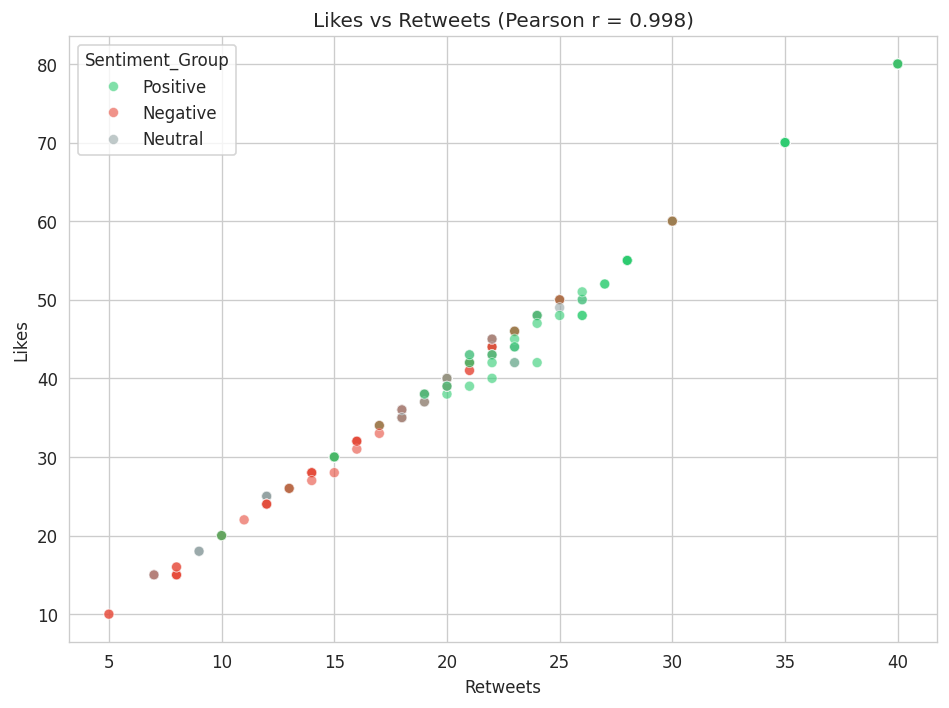 Likes vs Retweets (Pearson r = 0.998)
Sentiment_Group
Positive
Negative
Neutral
80
70
60
50
40
30
20
10
Likes
5 10 15 20 25 30 35 40
Retweets